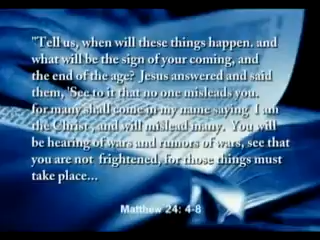 "Tell us, when will these things happen. and
what will be the sign of your coming, and
the end of the age? Jesus answered and said
them, 'See to it that no one misleads you.
for many shall come in my name saying, I am
the Christ , and will mislead many. You will
be hearing of wars and rumors of wars, see that
you are not frightened, for those things must
take place...
Matthew 24: 4-8